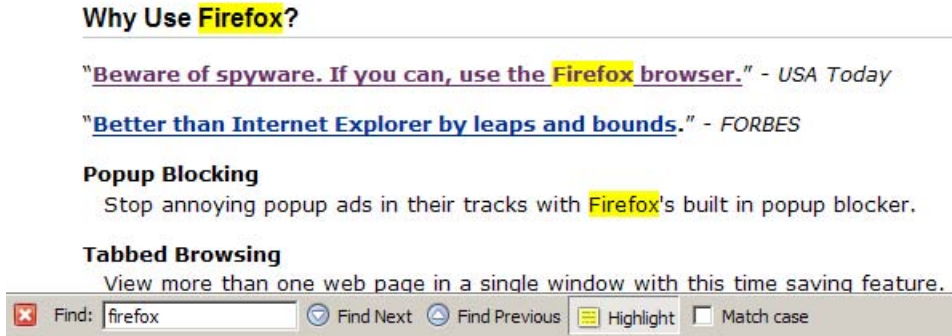 Why Use Firefox?
“Beware of spyware. If you can, use the Firefox browser.” - USA Today
“Better than Internet Explorer by leaps and bounds.” - FORBES
Popup Blocking
Stop annoying popup ads in their tracks with Firefox's built in popup blocker.
Tabbed Browsing
View more than one web page in a single window with this time saving feature.
Find: firefox Find Next Find Previous Highlight Match case